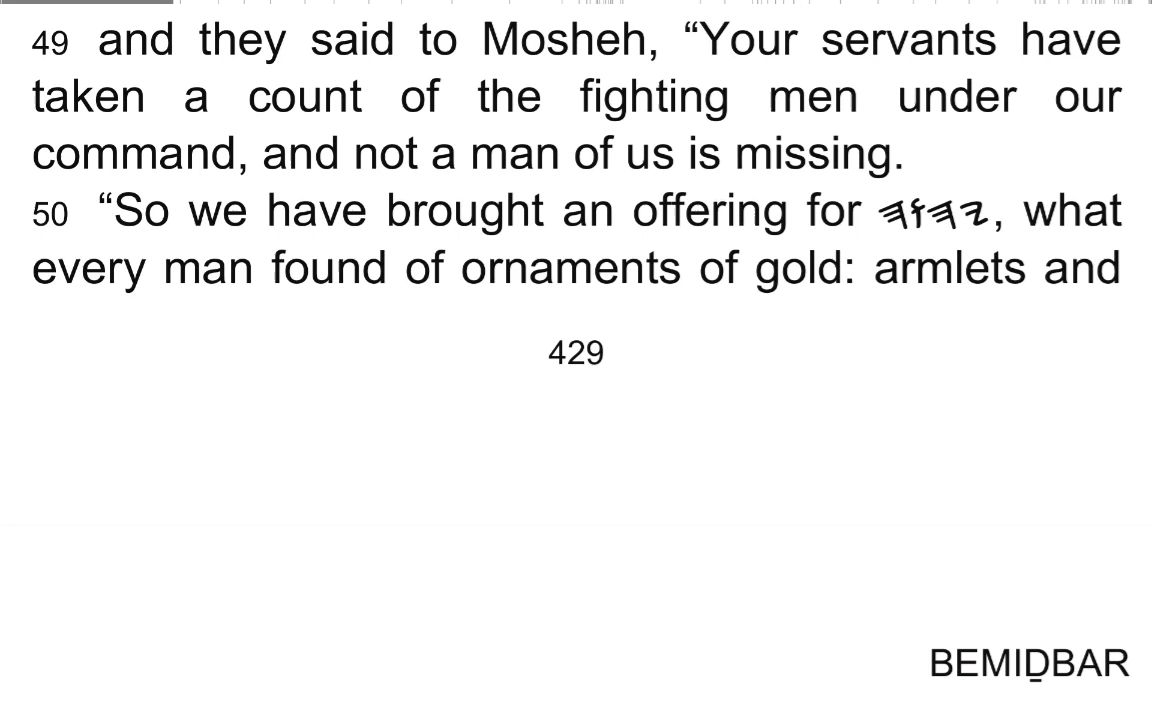 49 and they said to Mosheh, “Your servants have
taken a count of the fighting men under our
command, and not a man of us is missing.
50 “So we have brought an offering for 𐤉𐤄𐤅𐤄, what
every man found of ornaments of gold: armlets and
429
BEMIḎBAR